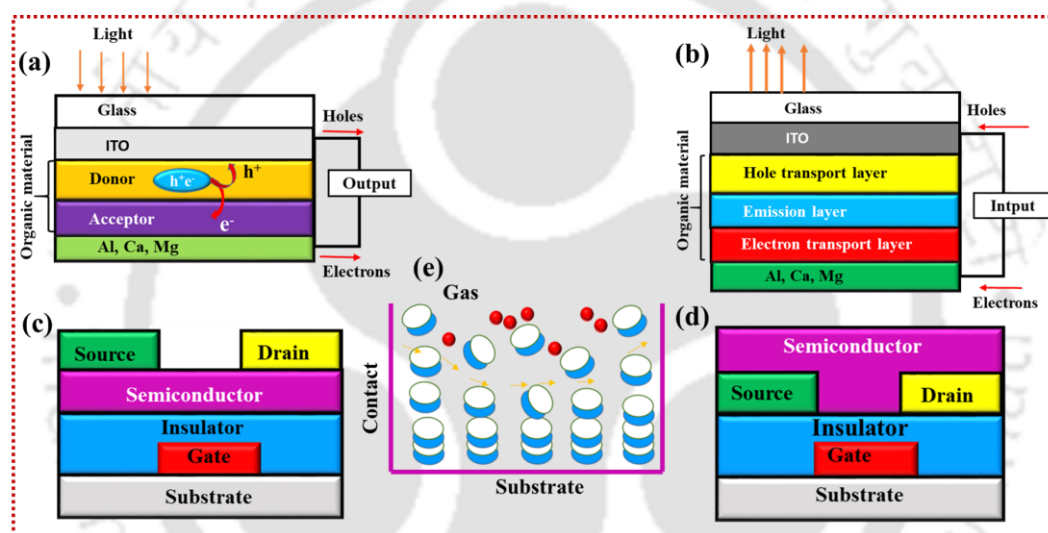 (a)
Light
Glass
ITO
Donor
h⁺e⁻
h⁺
Acceptor
e⁻
Al, Ca, Mg
Organic material
Holes
Output
Electrons
(b)
Light
Glass
ITO
Hole transport layer
Emission layer
Electron transport layer
Al, Ca, Mg
Organic material
Holes
Intput
Electrons
(c)
Source
Drain
Semiconductor
Insulator
Gate
Substrate
(e)
Gas
Contact
Substrate
(d)
Semiconductor
Source
Drain
Insulator
Gate
Substrate